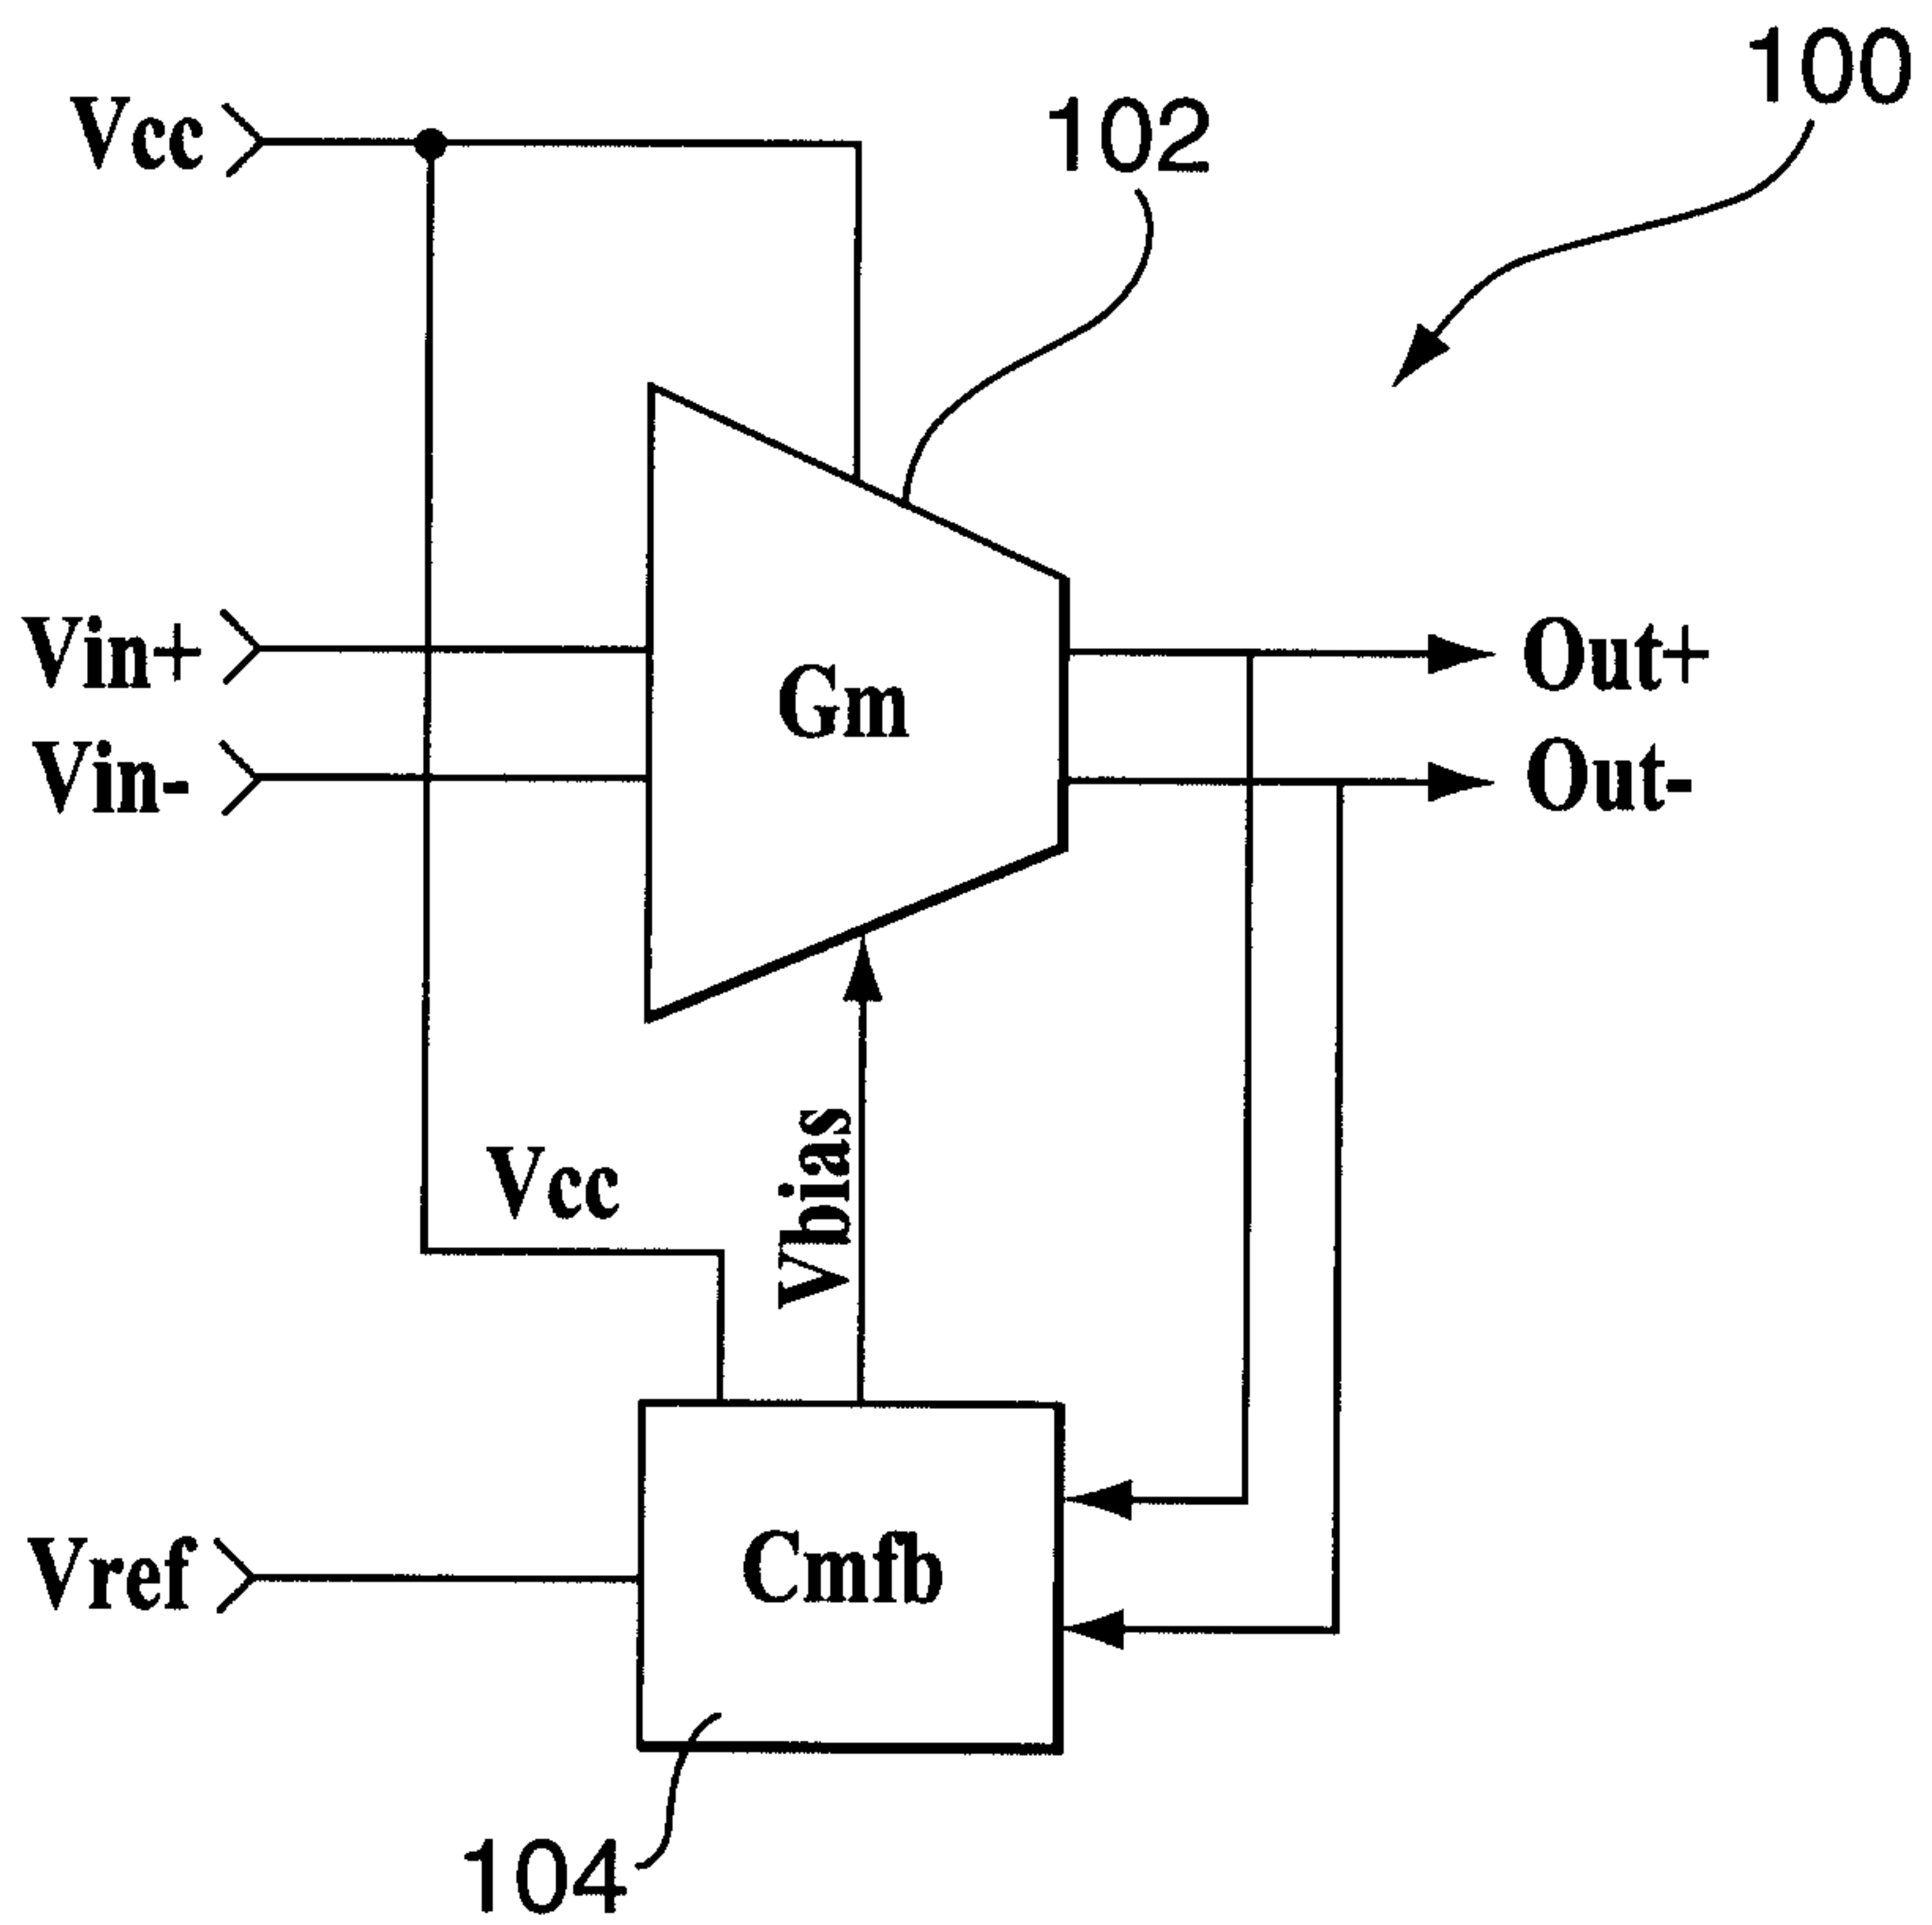 100
Vcc
102
Vin+
Gm
Out+
Vin-
Out-
Vcc
Vbias
Vref
Cmfb
104